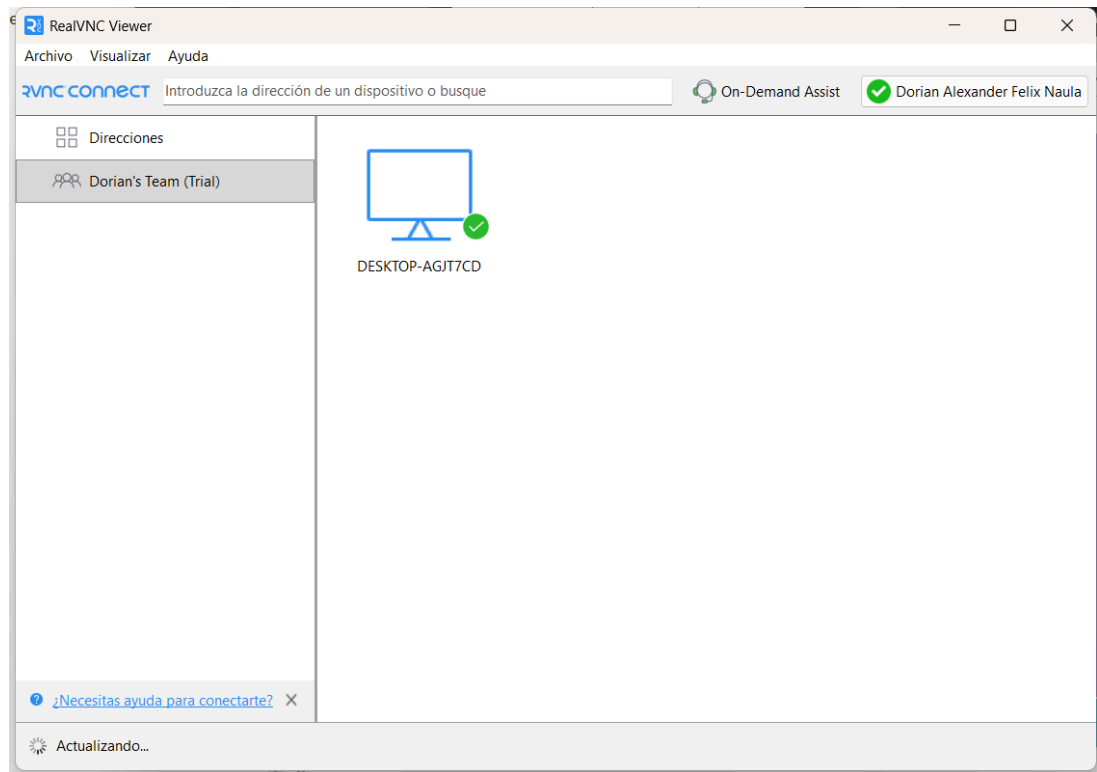 RealVNC Viewer
Archivo Visualizar Ayuda
RVNC CONNECT Introduzca la dirección de un dispositivo o busque On-Demand Assist Dorian Alexander Felix Naula
Direcciones
Dorian's Team (Trial)
DESKTOP-AGJT7CD
¿Necesitas ayuda para conectarte?
Actualizando...